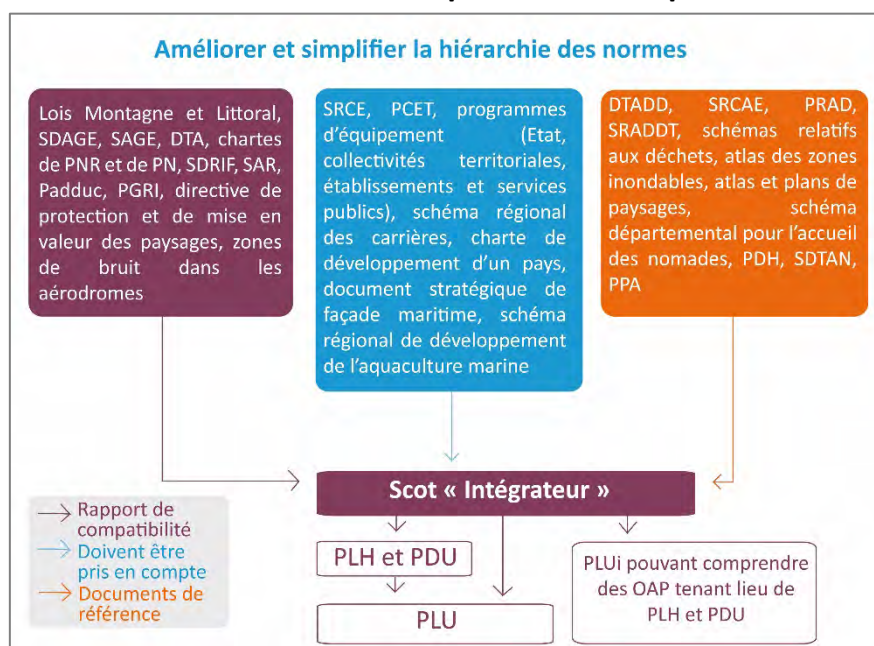 Améliorer et simplifier la hiérarchie des normes
Lois Montagne et Littoral,
SDAGE, SAGE, DTA, chartes
de PNR et de PN, SDRIF, SAR,
Padduc, PGRI, directive de
protection et de mise en
valeur des paysages, zones
de bruit dans les
aérodromes
SRCE, PCET, programmes
d’équipement (Etat,
collectivités territoriales,
établissements et services
publics), schéma régional
des carrières, charte de
développement d’un pays,
document stratégique de
façade maritime, schéma
régional de développement
de l’aquaculture marine
DTADD, SRCAE, PRAD,
SRADDT, schémas relatifs
aux déchets, atlas des zones
inondables, atlas et plans de
paysages, schéma
départemental pour l’accueil
des nomades, PDH, SDTAN,
PPA
Scot « Intégrateur »
Rapport de
compatibilité
Doivent être
pris en compte
Documents de
référence
PLH et PDU
PLU
PLUi pouvant comprendre
des OAP tenant lieu de
PLH et PDU